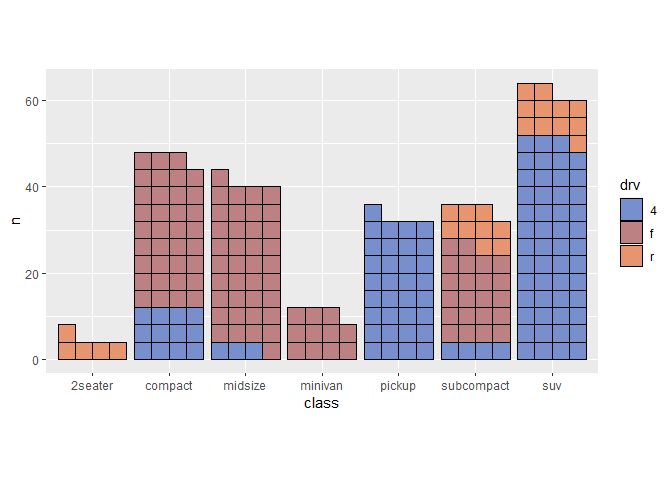 60
40
20
0
n
2seater compact midsize minivan pickup subcompact suv
class
drv
4
f
r